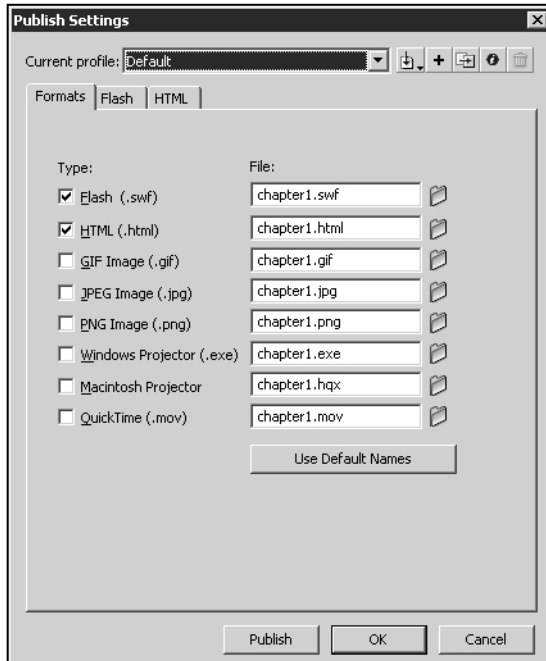 Publish Settings
Current profile: Default
Formats Flash HTML
Type: File:
Flash (.swf) chapter1.swf
HTML (.html) chapter1.html
GIF Image (.gif) chapter1.gif
JPEG Image (.jpg) chapter1.jpg
PNG Image (.png) chapter1.png
Windows Projector (.exe) chapter1.exe
Macintosh Projector chapter1.hqx
QuickTime (.mov) chapter1.mov
Use Default Names
Publish OK Cancel